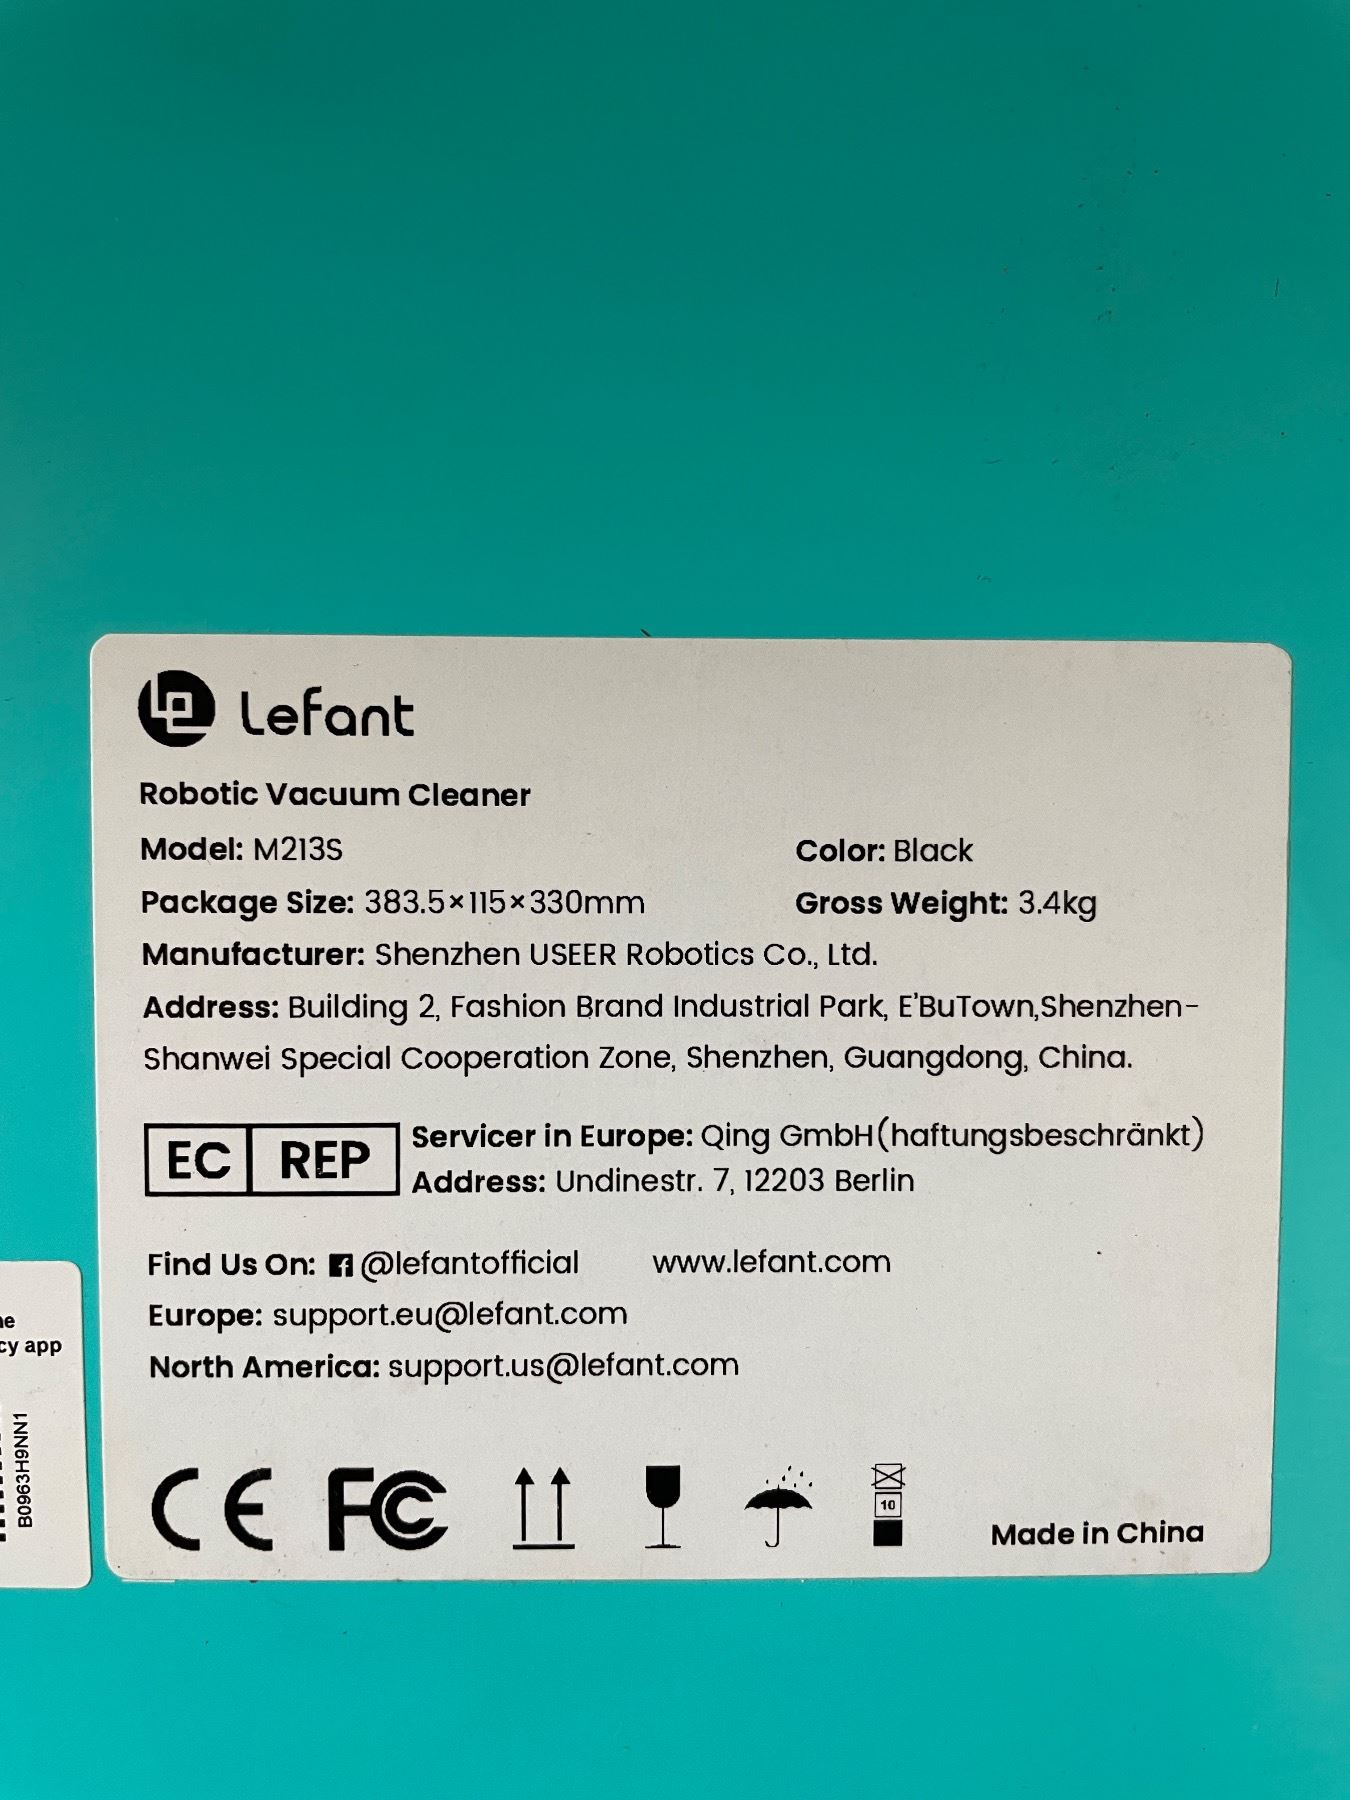 Lefant
Robotic Vacuum Cleaner
Model: M213S Color: Black
Package Size: 383.5×115×330mm Gross Weight: 3.4kg
Manufacturer: Shenzhen USEER Robotics Co., Ltd.
Address: Building 2, Fashion Brand Industrial Park, E'BuTown,Shenzhen-
Shanwei Special Cooperation Zone, Shenzhen, Guangdong, China.
EC REP
Servicer in Europe: Qing GmbH(haftungsbeschränkt)
Address: Undinestr. 7, 12203 Berlin
Find Us On: @lefantofficial www.lefant.com
Europe: support.eu@lefant.com
North America: support.us@lefant.com
CE FC 10 Made in China
app
B0963H9NN1